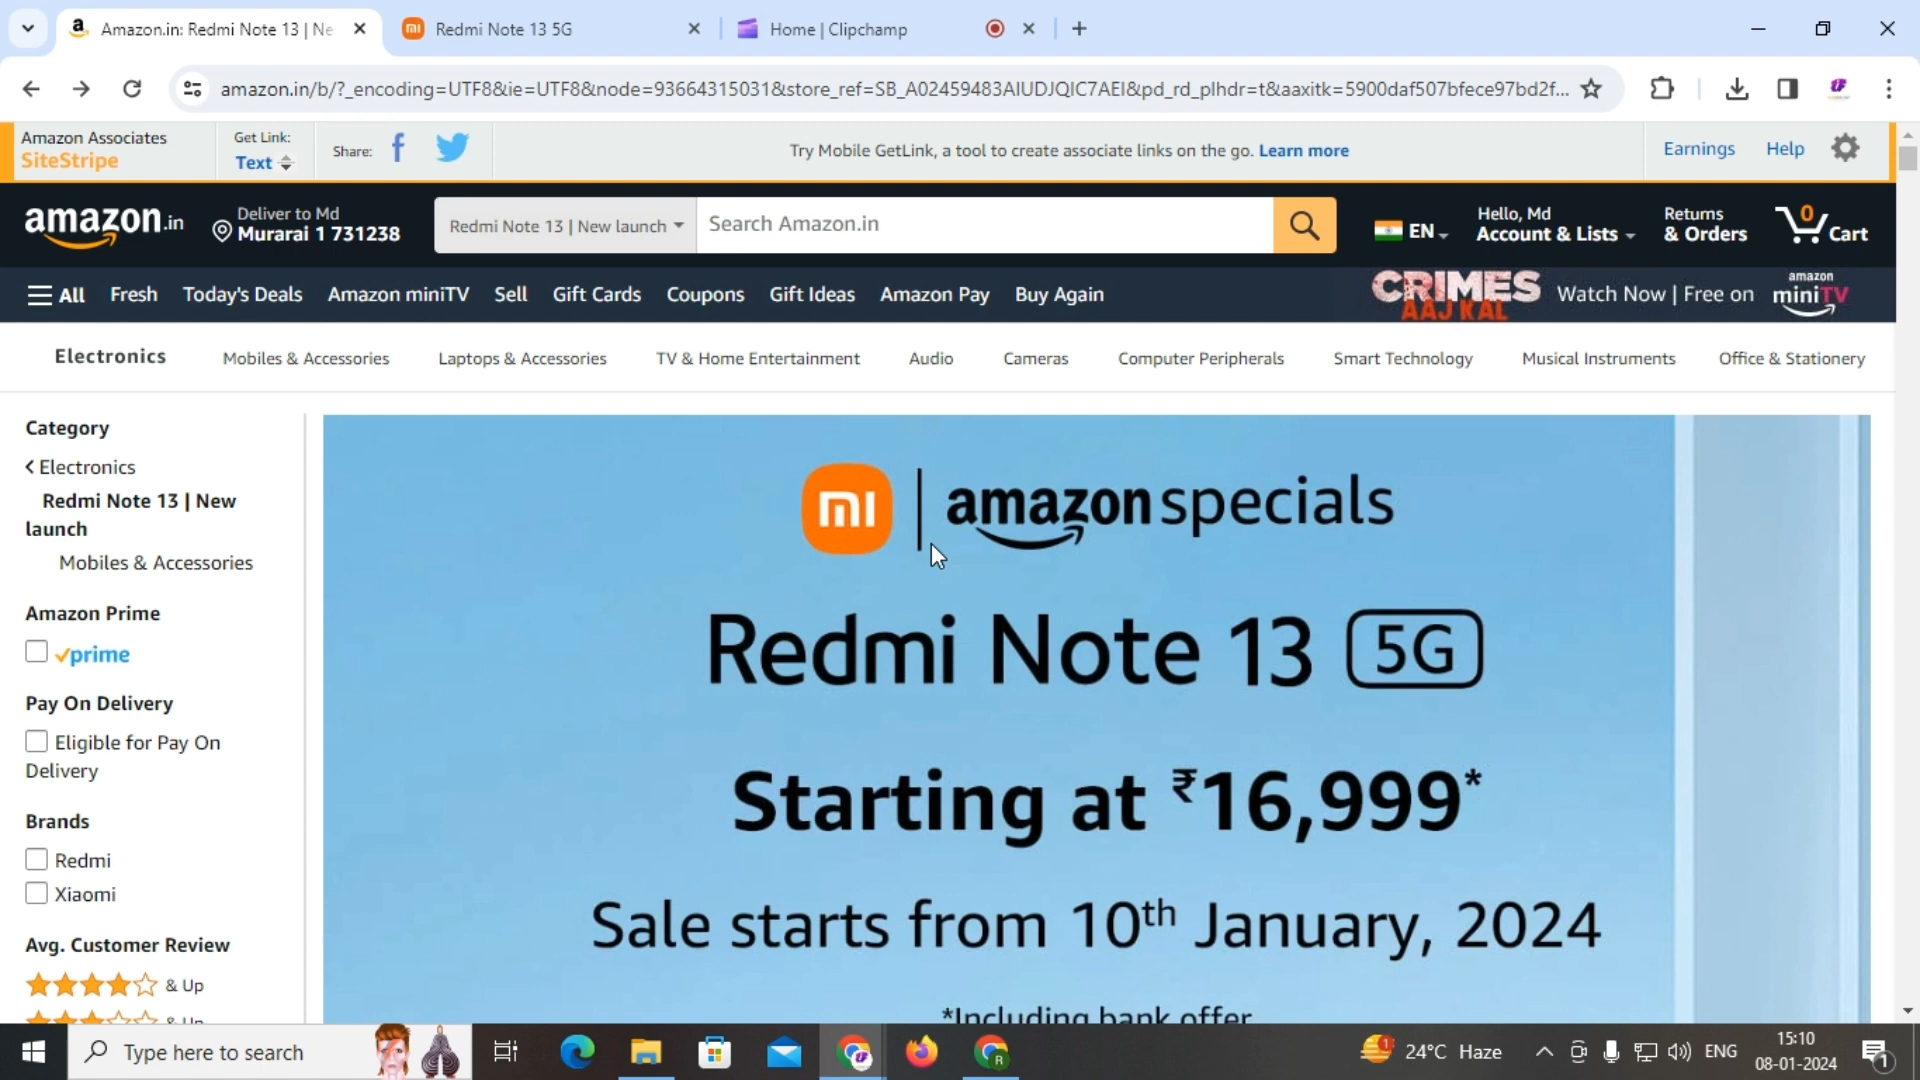 Amazon.in: Redmi Note 13 | Ne
Redmi Note 13 5G
Home | Clipchamp
amazon.in/b/?_encoding=UTF8&ie=UTF8&node=93664315031&store_ref=SB_A02459483AIUDJQIC7AEI&pd_rd_plhdr=t&aaxitk=5900daf507bfece97bd2f...
Amazon Associates
SiteStripe
Get Link:
Text
Share:
Try Mobile GetLink, a tool to create associate links on the go. Learn more
Earnings
Help
amazon.in
Deliver to Md
Murarai 1 731238
Redmi Note 13 | New launch
Search Amazon.in
EN
Hello, Md
Account & Lists
Returns
& Orders
0
Cart
All
Fresh
Today's Deals
Amazon miniTV
Sell
Gift Cards
Coupons
Gift Ideas
Amazon Pay
Buy Again
CRIMES
AAJ KAL
Watch Now | Free on
amazon
miniTV
Electronics
Mobiles & Accessories
Laptops & Accessories
TV & Home Entertainment
Audio
Cameras
Computer Peripherals
Smart Technology
Musical Instruments
Office & Stationery
Category
Electronics
Redmi Note 13 | New
launch
Mobiles & Accessories
Amazon Prime
prime
Pay On Delivery
Eligible for Pay On
Delivery
Brands
Redmi
Xiaomi
Avg. Customer Review
& Up
& Up
mi | amazonspecials
Redmi Note 13 5G
Starting at ₹16,999*
Sale starts from 10th January, 2024
*Including bank offer
Type here to search
24°C Haze
ENG
15:10
08-01-2024
1